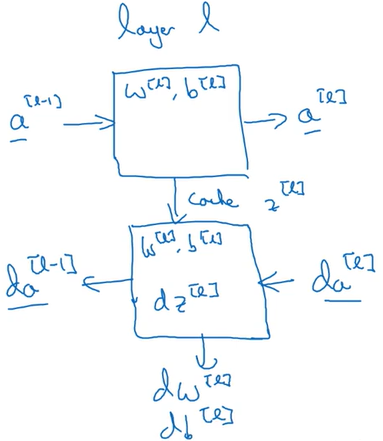 layer l
a^[l-1]
w^[l], b^[l]
a^[l]
cache z^[l]
w^[l], b^[l]
da^[l-1]
dz^[l]
da^[l]
dw^[l]
db^[l]